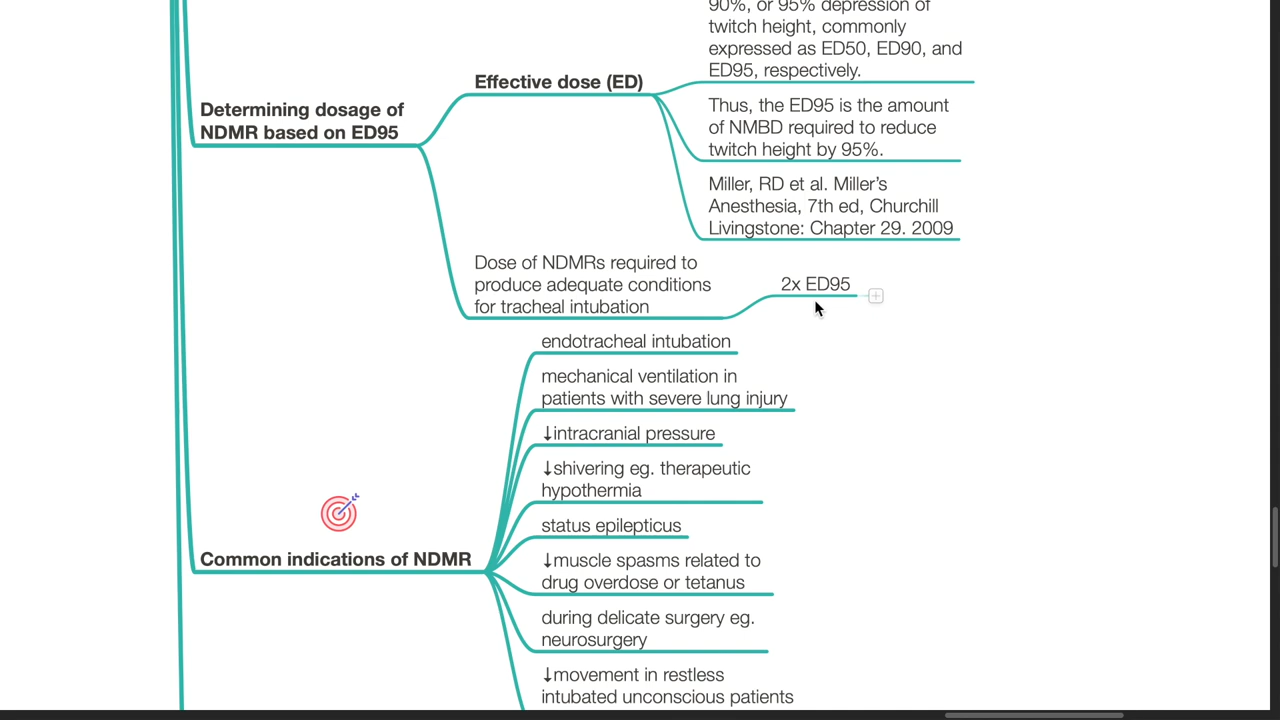 90%, or 95% depression of
twitch height, commonly
expressed as ED50, ED90, and
ED95, respectively.
Effective dose (ED)
Determining dosage of
NDMR based on ED95
Thus, the ED95 is the amount
of NMBD required to reduce
twitch height by 95%.
Miller, RD et al. Miller’s
Anesthesia, 7th ed, Churchill
Livingstone: Chapter 29. 2009
Dose of NDMRs required to
produce adequate conditions
for tracheal intubation
2x ED95
endotracheal intubation
mechanical ventilation in
patients with severe lung injury
↓intracranial pressure
↓shivering eg. therapeutic
hypothermia
status epilepticus
Common indications of NDMR
↓muscle spasms related to
drug overdose or tetanus
during delicate surgery eg.
neurosurgery
↓movement in restless
intubated unconscious patients